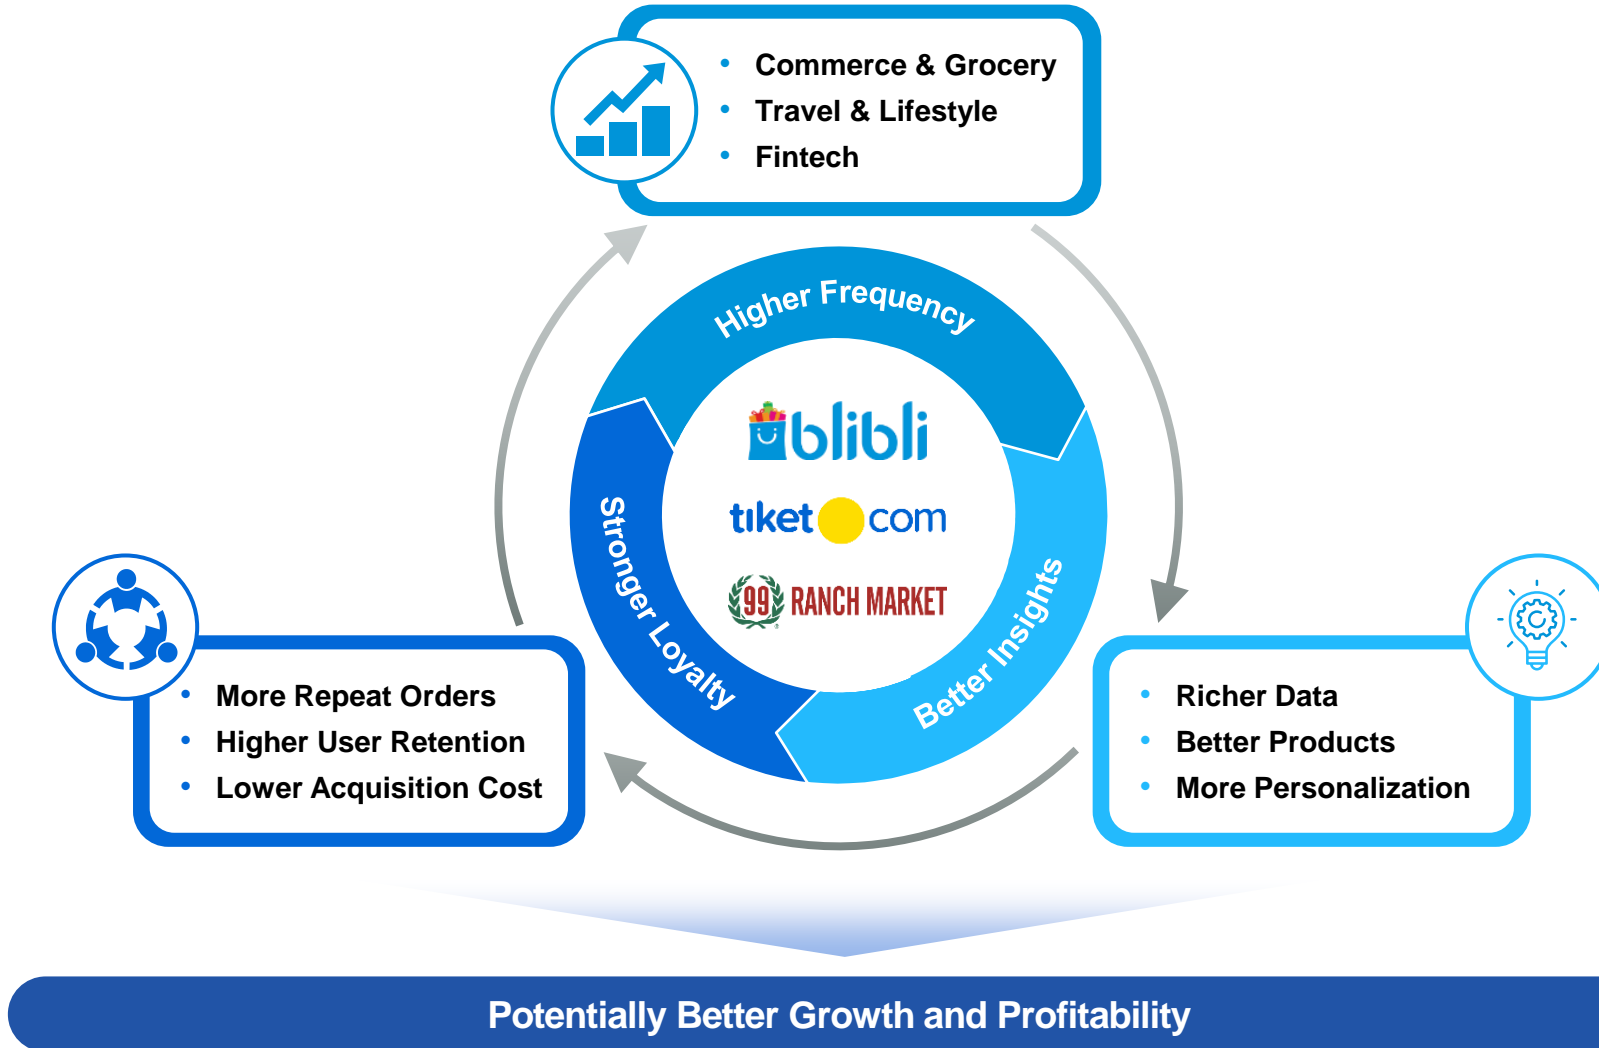 Commerce & Grocery
Travel & Lifestyle
Fintech
Higher Frequency
blibli
tiket com
99 RANCH MARKET
Stronger Loyalty
Better Insights
More Repeat Orders
Higher User Retention
Lower Acquisition Cost
Richer Data
Better Products
More Personalization
Potentially Better Growth and Profitability